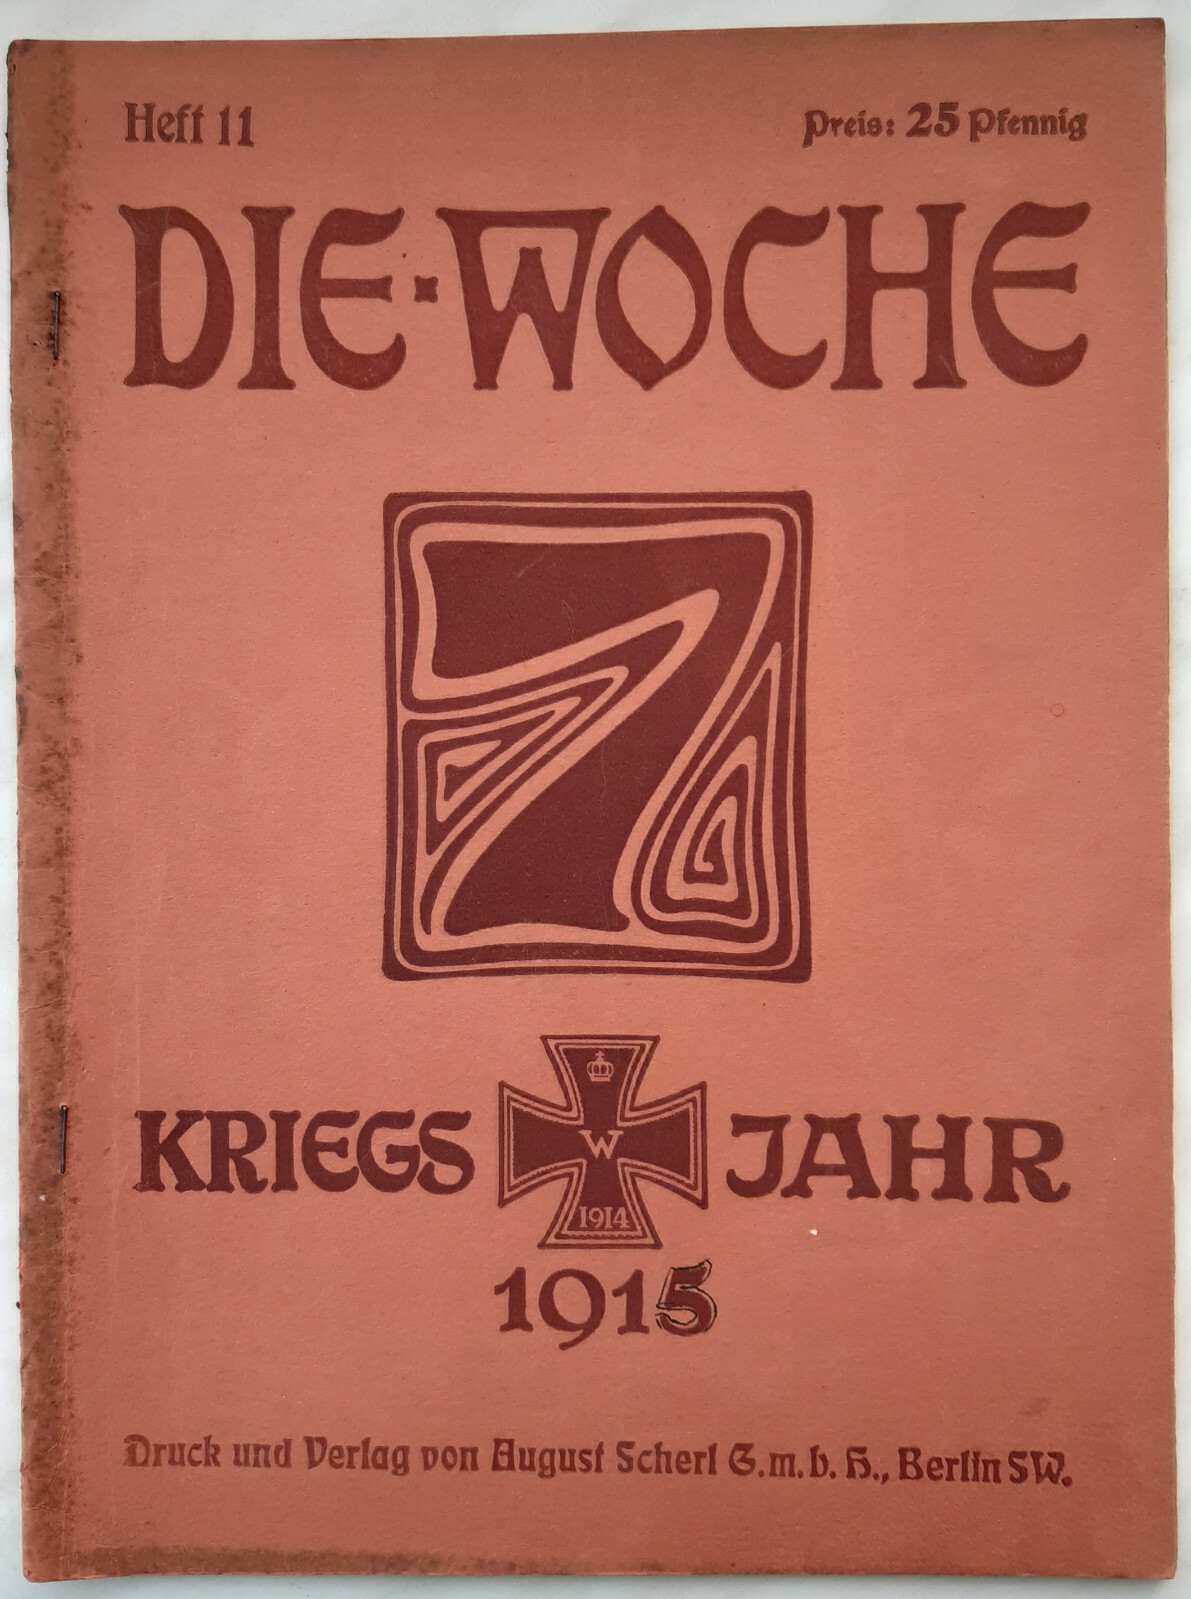 Heft 11
Preis: 25 Pfennig
DIE·WOCHE
7
KRIEGS JAHR
W
1914
1915
Druck und Verlag von August Scherl G.m.b.H., Berlin SW.